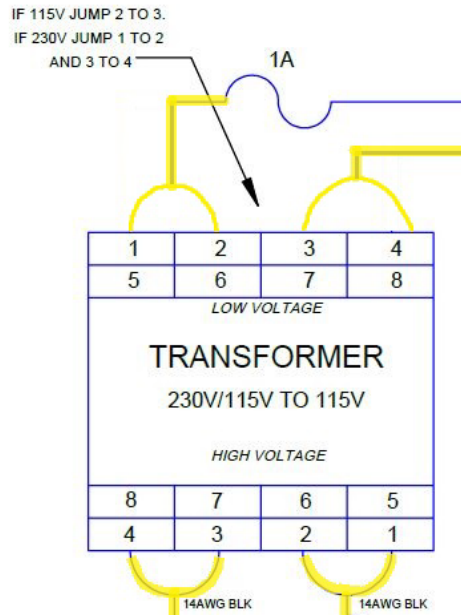 IF 115V JUMP 2 TO 3.
IF 230V JUMP 1 TO 2
AND 3 TO 4
1A
1 2 3 4
5 6 7 8
LOW VOLTAGE
TRANSFORMER
230V/115V TO 115V
HIGH VOLTAGE
8 7 6 5
4 3 2 1
14AWG BLK 14AWG BLK